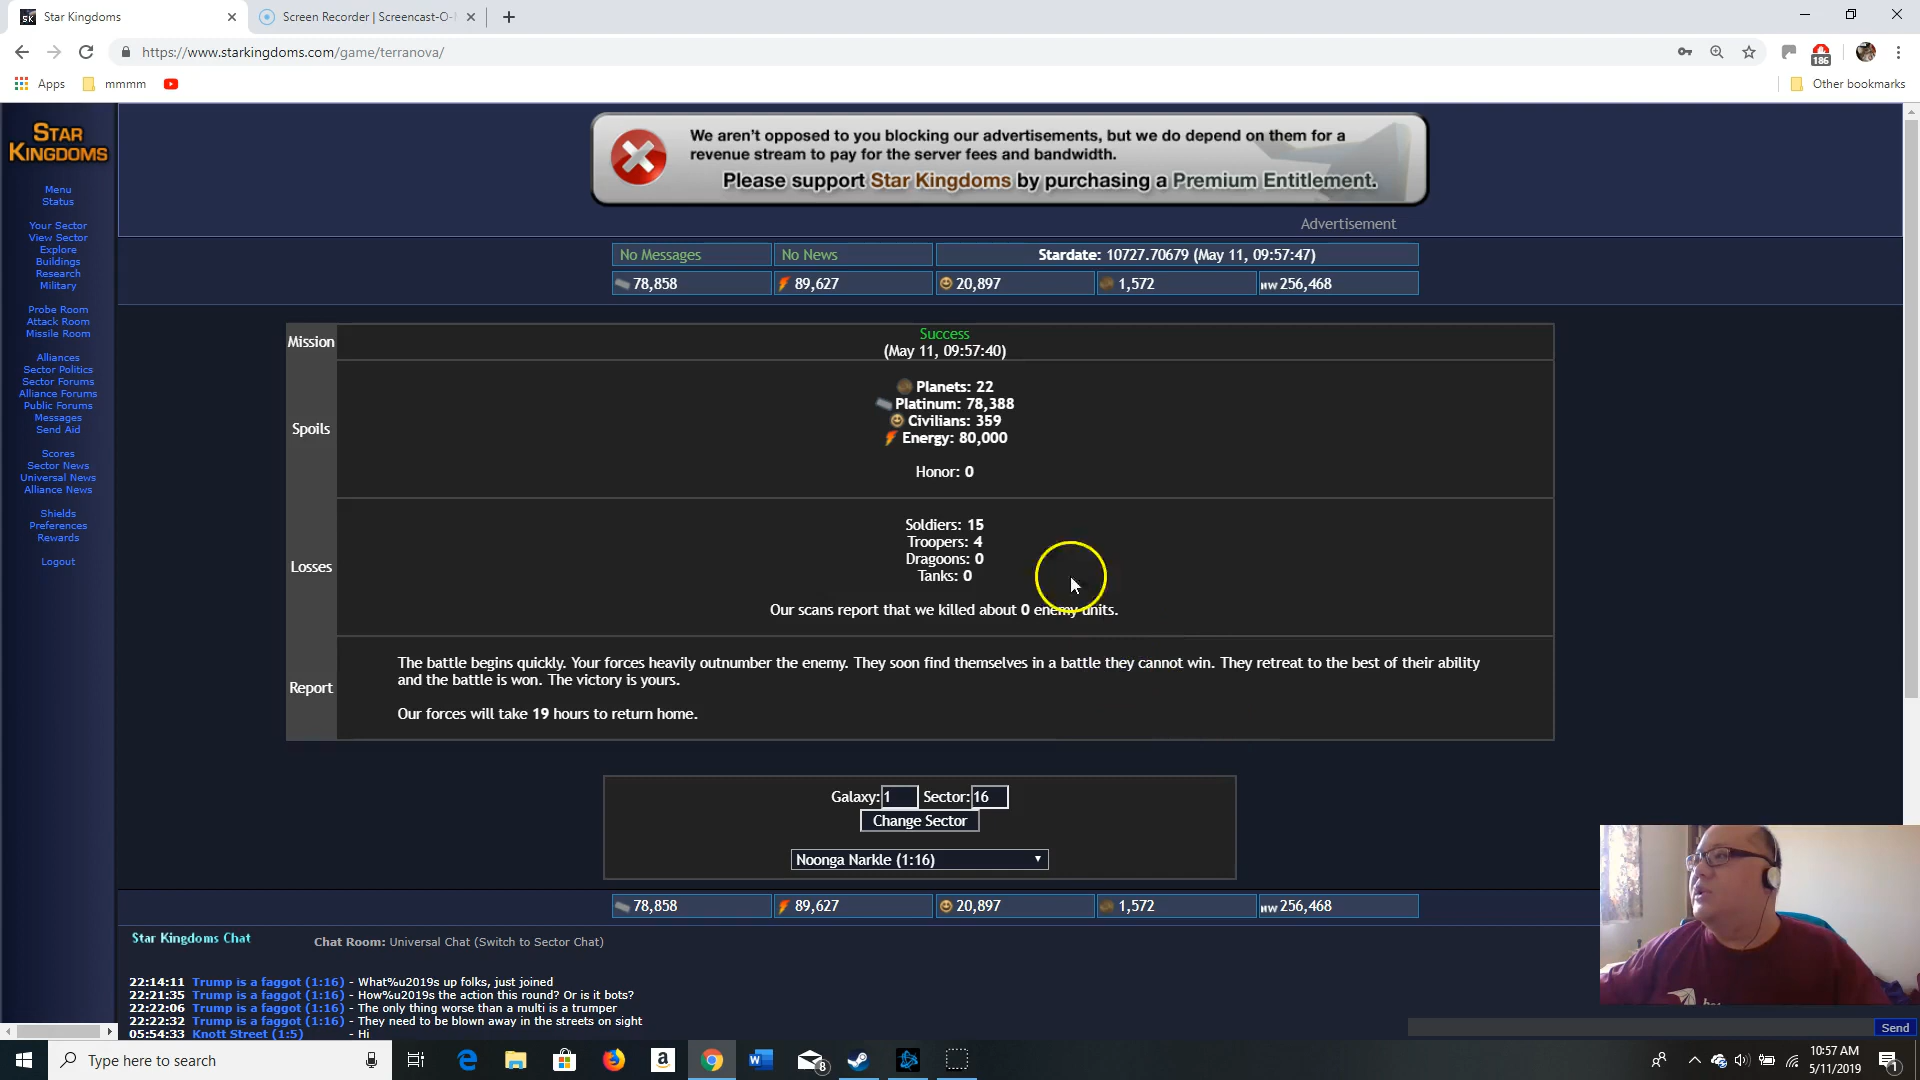 Star Kingdoms
Screen Recorder | Screencast-O-
https://www.starkingdoms.com/game/terranova/
186
Apps
mmmm
Other bookmarks
STAR
KINGDOMS
We aren't opposed to you blocking our advertisements, but we do depend on them for a
revenue stream to pay for the server fees and bandwidth.
Please support Star Kingdoms by purchasing a Premium Entitlement.
Advertisement
No Messages
No News
Stardate: 10727.70679 (May 11, 09:57:47)
78,858
89,627
20,897
1,572
NW 256,468
Menu
Status
Your Sector
View Sector
Explore
Buildings
Research
Military
Probe Room
Attack Room
Missile Room
Alliances
Sector Politics
Sector Forums
Alliance Forums
Public Forums
Messages
Send Aid
Scores
Sector News
Universal News
Alliance News
Shields
Preferences
Rewards
Logout
Mission
Success
(May 11, 09:57:40)
Spoils
Planets: 22
Platinum: 78,388
Civilians: 359
Energy: 80,000
Honor: 0
Losses
Soldiers: 15
Troopers: 4
Dragoons: 0
Tanks: 0
Our scans report that we killed about 0 enemy units.
Report
The battle begins quickly. Your forces heavily outnumber the enemy. They soon find themselves in a battle they cannot win. They retreat to the best of their ability
and the battle is won. The victory is yours.
Our forces will take 19 hours to return home.
Galaxy: 1 Sector: 16
Change Sector
Noonga Narkle (1:16)
78,858
89,627
20,897
1,572
NW 256,468
Star Kingdoms Chat
Chat Room: Universal Chat (Switch to Sector Chat)
22:14:11 Trump is a faggot (1:16) - What%u2019s up folks, just joined
22:21:35 Trump is a faggot (1:16) - How%u2019s the action this round? Or is it bots?
22:22:06 Trump is a faggot (1:16) - The only thing worse than a multi is a trumper
22:22:32 Trump is a faggot (1:16) - They need to be blown away in the streets on sight
05:54:33 Knott Street (1:5) - Hi
Send
Type here to search
8
10:57 AM
5/11/2019
1